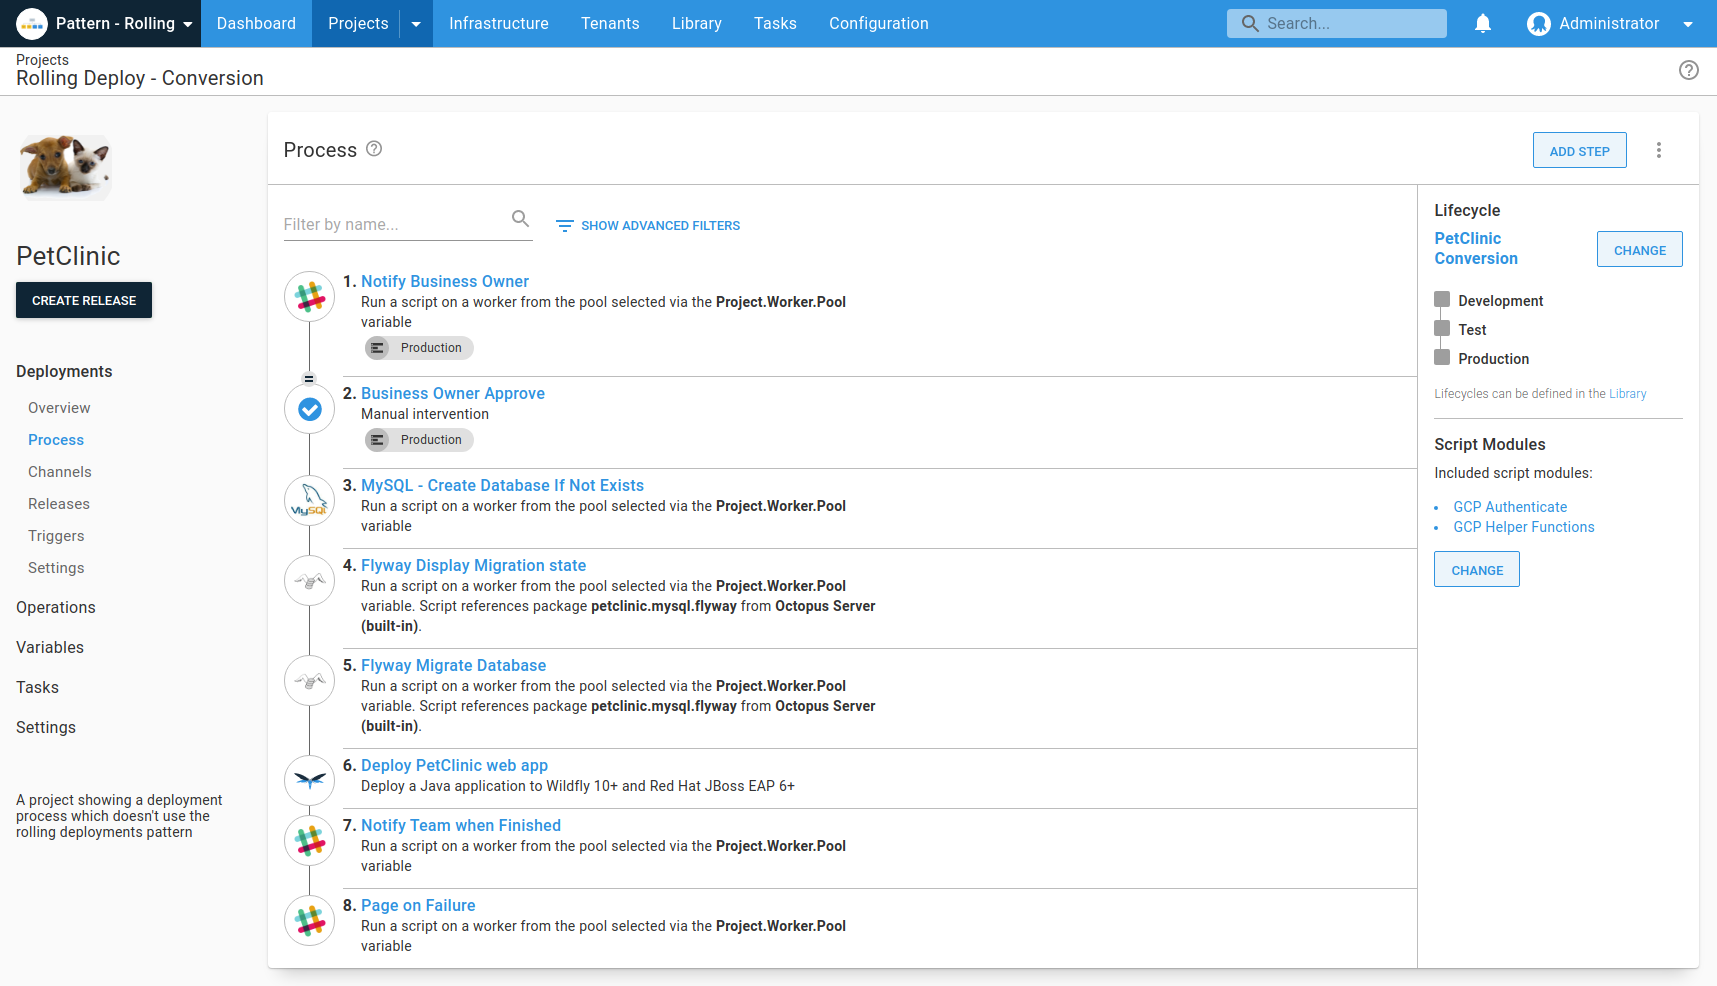 Pattern - Rolling
Dashboard
Projects
Infrastructure
Tenants
Library
Tasks
Configuration
Search...
Administrator
Projects
Rolling Deploy - Conversion
PetClinic
CREATE RELEASE
Deployments
Overview
Process
Channels
Releases
Triggers
Settings
Operations
Variables
Tasks
Settings
A project showing a deployment
process which doesn't use the
rolling deployments pattern
Process
ADD STEP
Filter by name...
SHOW ADVANCED FILTERS
1. Notify Business Owner
Run a script on a worker from the pool selected via the Project.Worker.Pool
variable
Production
2. Business Owner Approve
Manual intervention
Production
MySQL
3. MySQL - Create Database If Not Exists
Run a script on a worker from the pool selected via the Project.Worker.Pool
variable
4. Flyway Display Migration state
Run a script on a worker from the pool selected via the Project.Worker.Pool
variable. Script references package petclinic.mysql.flyway from Octopus Server
(built-in).
5. Flyway Migrate Database
Run a script on a worker from the pool selected via the Project.Worker.Pool
variable. Script references package petclinic.mysql.flyway from Octopus Server
(built-in).
6. Deploy PetClinic web app
Deploy a Java application to Wildfly 10+ and Red Hat JBoss EAP 6+
7. Notify Team when Finished
Run a script on a worker from the pool selected via the Project.Worker.Pool
variable
8. Page on Failure
Run a script on a worker from the pool selected via the Project.Worker.Pool
variable
Lifecycle
PetClinic
Conversion
CHANGE
Development
Test
Production
Lifecycles can be defined in the Library
Script Modules
Included script modules:
• GCP Authenticate
• GCP Helper Functions
CHANGE